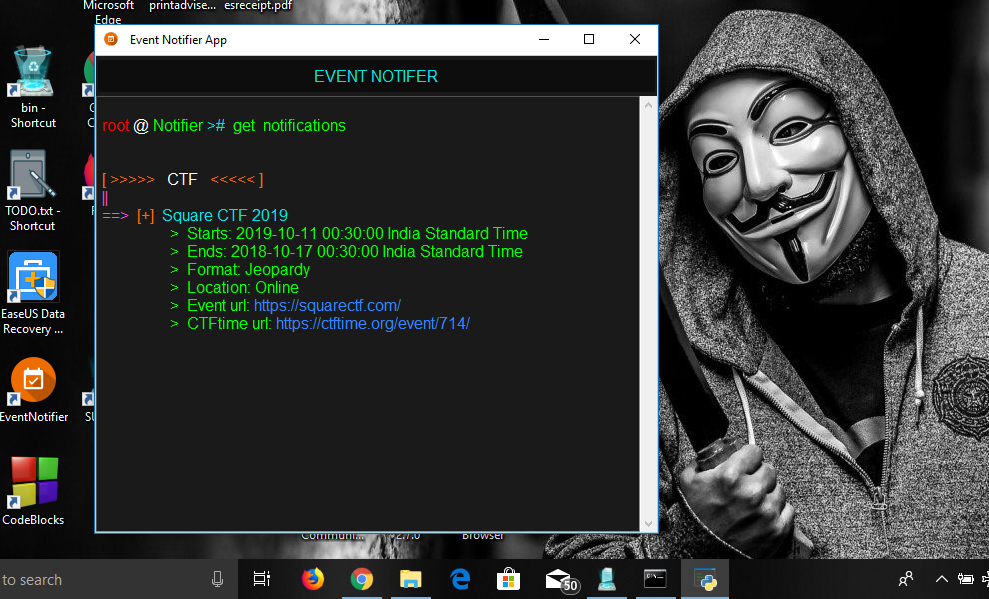 Microsoft
Edge
printadvise...
esreceipt.pdf
Event Notifier App
EVENT NOTIFER
root @ Notifier ># get notifications
[ >>>>> CTF <<<<< ]
||
==> [+] Square CTF 2019
> Starts: 2019-10-11 00:30:00 India Standard Time
> Ends: 2018-10-17 00:30:00 India Standard Time
> Format: Jeopardy
> Location: Online
> Event url: https://squarectf.com/
> CTFtime url: https://ctftime.org/event/714/
bin -
Shortcut
TODO.txt -
Shortcut
EaseUS Data
Recovery ...
EventNotifier
CodeBlocks
Communi...
2.7.0
Browser
to search
50